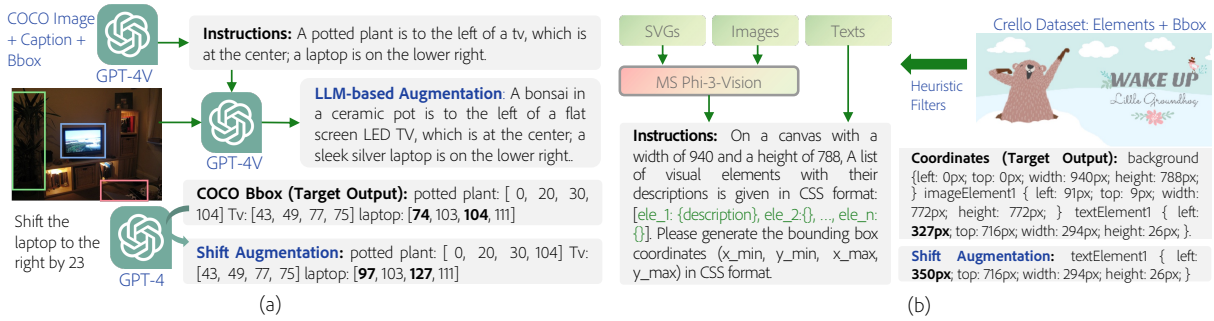 COCO Image
+ Caption +
Bbox
GPT-4V
Instructions: A potted plant is to the left of a tv, which is
at the center; a laptop is on the lower right.
GPT-4V
LLM-based Augmentation: A bonsai
in a ceramic pot is to the left of a flat
screen LED TV, which is at the center; a
sleek silver laptop is on the lower right..
Shift the
laptop to the
right by 23
GPT-4
COCO Bbox (Target Output): potted plant: [ 0, 20, 30,
104] Tv: [43, 49, 77, 75] laptop: [74, 103, 104, 111]
Shift Augmentation: potted plant: [ 0, 20, 30, 104] Tv:
[43, 49, 77, 75] laptop: [97, 103, 127, 111]
(a)
SVGs
Images
Texts
MS Phi-3-Vision
Instructions: On a canvas with a
width of 940 and a height of 788, A list
of visual elements with their
descriptions is given in CSS format:
[ele_1: {description}, ele_2:{}, ..., ele_n:
{}]. Please generate the bounding box
coordinates (x_min, y_min, x_max,
y_max) in CSS format.
Crello Dataset: Elements + Bbox
Heuristic
Filters
WAKE UP
Little Groundhog
Coordinates (Target Output): background
{left: 0px; top: 0px; width: 940px; height: 788px;
} imageElement1 { left: 91px; top: 9px; width:
772px; height: 772px; } textElement1 { left:
327px; top: 716px; width: 294px; height: 26px; }.
Shift Augmentation: textElement1 { left:
350px; top: 716px; width: 294px; height: 26px; }
(b)